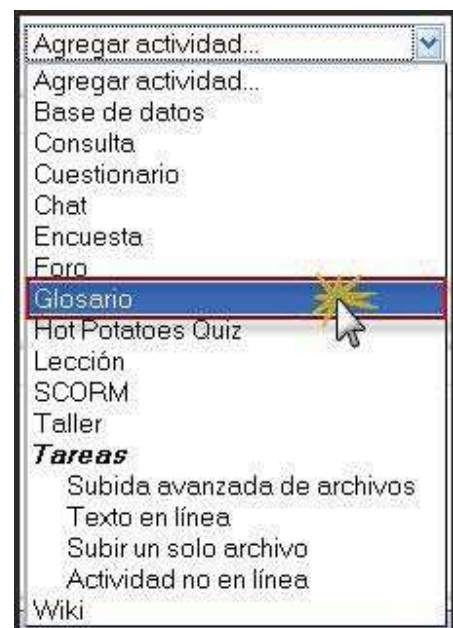 Agregar actividad...
Agregar actividad...
Base de datos
Consulta
Cuestionario
Chat
Encuesta
Foro
Glosario
Hot Potatoes Quiz
Lección
SCORM
Taller
Tareas
Subida avanzada de archivos
Texto en línea
Subir un solo archivo
Actividad no en línea
Wiki